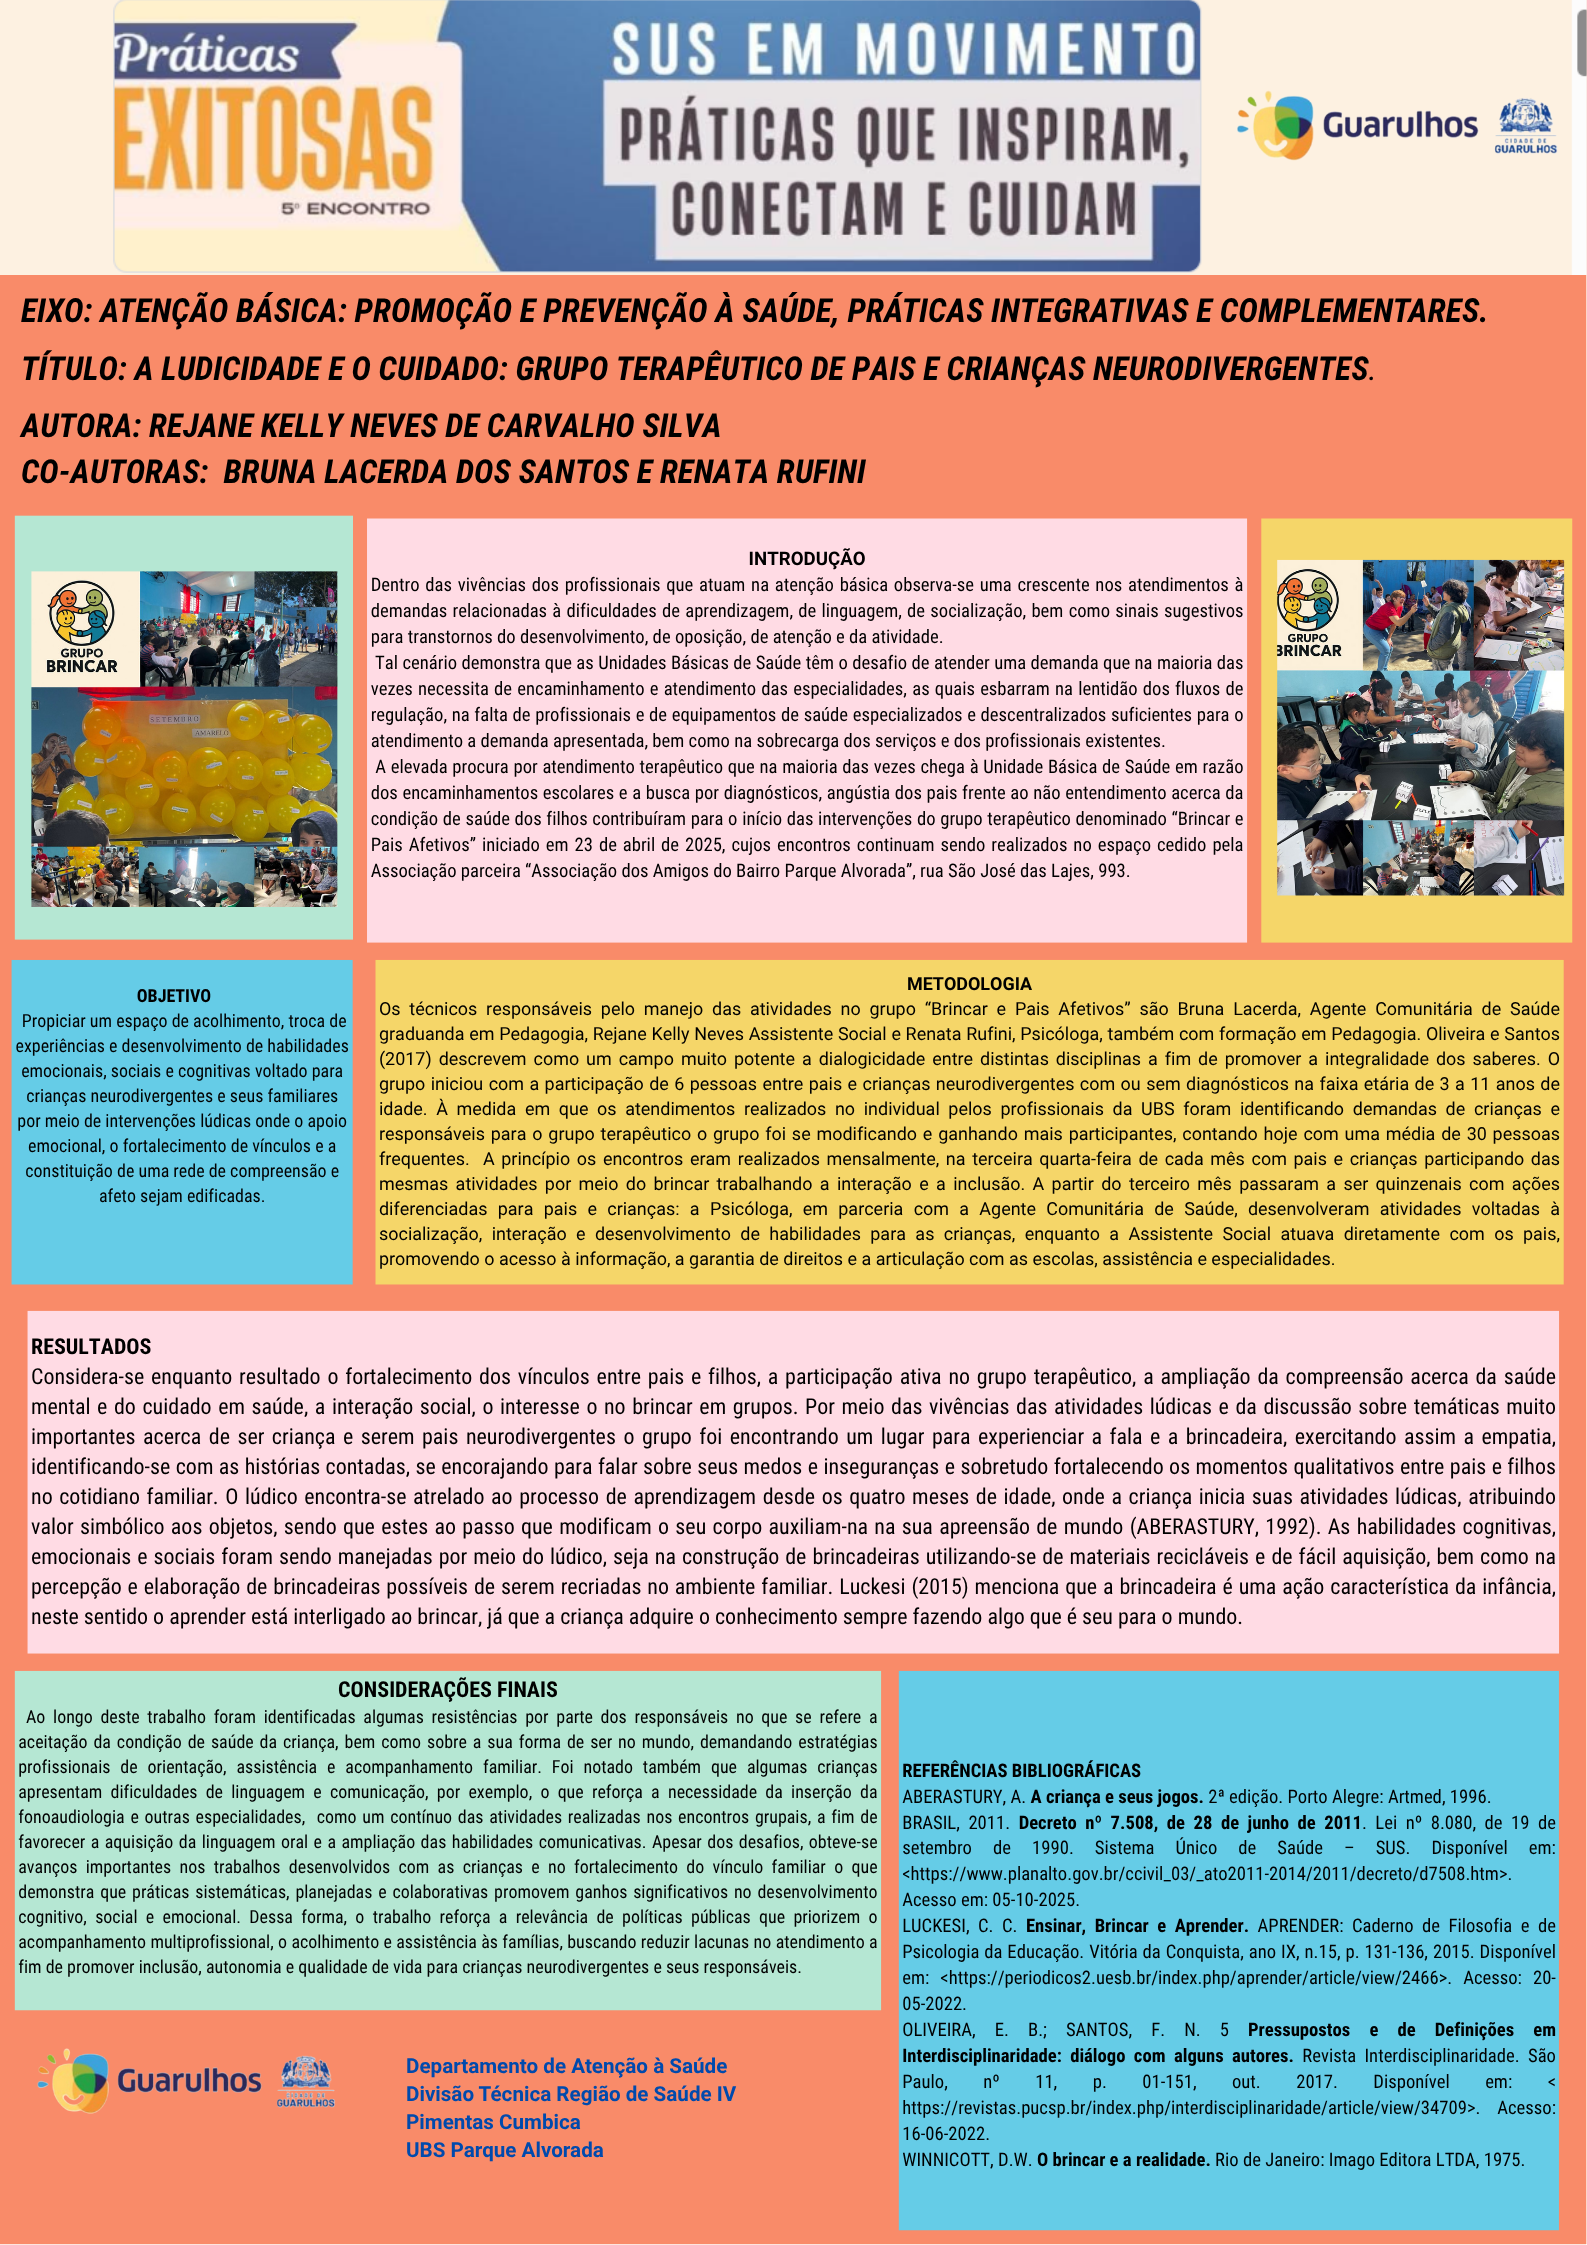 Práticas
EXITOSAS
5º ENCONTRO
SUS EM MOVIMENTO
PRÁTICAS QUE INSPIRAM,
CONECTAM E CUIDAM
Guarulhos
CIDADE DE
GUARULHOS
EIXO: ATENÇÃO BÁSICA: PROMOÇÃO E PREVENÇÃO À SAÚDE, PRÁTICAS INTEGRATIVAS E COMPLEMENTARES.
TÍTULO: A LUDICIDADE E O CUIDADO: GRUPO TERAPÊUTICO DE PAIS E CRIANÇAS NEURODIVERGENTES.
AUTORA: REJANE KELLY NEVES DE CARVALHO SILVA
CO-AUTORAS: BRUNA LACERDA DOS SANTOS E RENATA RUFINI
GRUPO
BRINCAR
SETEMBRO
AMARELO
INTRODUÇÃO
Dentro das vivências dos profissionais que atuam na atenção básica observa-se uma crescente nos atendimentos à
demandas relacionadas à dificuldades de aprendizagem, de linguagem, de socialização, bem como sinais sugestivos
para transtornos do desenvolvimento, de oposição, de atenção e da atividade.
Tal cenário demonstra que as Unidades Básicas de Saúde têm o desafio de atender uma demanda que na maioria das
vezes necessita de encaminhamento e atendimento das especialidades, as quais esbarram na lentidão dos fluxos de
regulação, na falta de profissionais e de equipamentos de saúde especializados e descentralizados suficientes para o
atendimento a demanda apresentada, bem como na sobrecarga dos serviços e dos profissionais existentes.
A elevada procura por atendimento terapêutico que na maioria das vezes chega à Unidade Básica de Saúde em razão
dos encaminhamentos escolares e a busca por diagnósticos, angústia dos pais frente ao não entendimento acerca da
condição de saúde dos filhos contribuíram para o início das intervenções do grupo terapêutico denominado “Brincar e
Pais Afetivos” iniciado em 23 de abril de 2025, cujos encontros continuam sendo realizados no espaço cedido pela
Associação parceira “Associação dos Amigos do Bairro Parque Alvorada”, rua São José das Lajes, 993.
GRUPO
BRINCAR
OBJETIVO
Propiciar um espaço de acolhimento, troca de
experiências e desenvolvimento de habilidades
emocionais, sociais e cognitivas voltado para
crianças neurodivergentes e seus familiares
por meio de intervenções lúdicas onde o apoio
emocional, o fortalecimento de vínculos e a
constituição de uma rede de compreensão e
afeto sejam edificadas.
METODOLOGIA
Os técnicos responsáveis pelo manejo das atividades no grupo “Brincar e Pais Afetivos” são Bruna Lacerda, Agente Comunitária de Saúde
graduanda em Pedagogia, Rejane Kelly Neves Assistente Social e Renata Rufini, Psicóloga, também com formação em Pedagogia. Oliveira e Santos
(2017) descrevem como um campo muito potente a dialogicidade entre distintas disciplinas a fim de promover a integralidade dos saberes. O
grupo iniciou com a participação de 6 pessoas entre pais e crianças neurodivergentes com ou sem diagnósticos na faixa etária de 3 a 11 anos de
idade. À medida em que os atendimentos realizados no individual pelos profissionais da UBS foram identificando demandas de crianças e
responsáveis para o grupo terapêutico o grupo foi se modificando e ganhando mais participantes, contando hoje com uma média de 30 pessoas
frequentes. A princípio os encontros eram realizados mensalmente, na terceira quarta-feira de cada mês com pais e crianças participando das
mesmas atividades por meio do brincar trabalhando a interação e a inclusão. A partir do terceiro mês passaram a ser quinzenais com ações
diferenciadas para pais e crianças: a Psicóloga, em parceria com a Agente Comunitária de Saúde, desenvolveram atividades voltadas à
socialização, interação e desenvolvimento de habilidades para as crianças, enquanto a Assistente Social atuava diretamente com os pais,
promovendo o acesso à informação, a garantia de direitos e a articulação com as escolas, assistência e especialidades.
RESULTADOS
Considera-se enquanto resultado o fortalecimento dos vínculos entre pais e filhos, a participação ativa no grupo terapêutico, a ampliação da compreensão acerca da saúde
mental e do cuidado em saúde, a interação social, o interesse o no brincar em grupos. Por meio das vivências das atividades lúdicas e da discussão sobre temáticas muito
importantes acerca de ser criança e serem pais neurodivergentes o grupo foi encontrando um lugar para experienciar a fala e a brincadeira, exercitando assim a empatia,
identificando-se com as histórias contadas, se encorajando para falar sobre seus medos e inseguranças e sobretudo fortalecendo os momentos qualitativos entre pais e filhos
no cotidiano familiar. O lúdico encontra-se atrelado ao processo de aprendizagem desde os quatro meses de idade, onde a criança inicia suas atividades lúdicas, atribuindo
valor simbólico aos objetos, sendo que estes ao passo que modificam o seu corpo auxiliam-na na sua apreensão de mundo (ABERASTURY, 1992). As habilidades cognitivas,
emocionais e sociais foram sendo manejadas por meio do lúdico, seja na construção de brincadeiras utilizando-se de materiais recicláveis e de fácil aquisição, bem como na
percepção e elaboração de brincadeiras possíveis de serem recriadas no ambiente familiar. Luckesi (2015) menciona que a brincadeira é uma ação característica da infância,
neste sentido o aprender está interligado ao brincar, já que a criança adquire o conhecimento sempre fazendo algo que é seu para o mundo.
CONSIDERAÇÕES FINAIS
Ao longo deste trabalho foram identificadas algumas resistências por parte dos responsáveis no que se refere a
aceitação da condição de saúde da criança, bem como sobre a sua forma de ser no mundo, demandando estratégias
profissionais de orientação, assistência e acompanhamento familiar. Foi notado também que algumas crianças
apresentam dificuldades de linguagem e comunicação, por exemplo, o que reforça a necessidade da inserção da
fonoaudiologia e outras especialidades, como um contínuo das atividades realizadas nos encontros grupais, a fim de
favorecer a aquisição da linguagem oral e a ampliação das habilidades comunicativas. Apesar dos desafios, obteve-se
avanços importantes nos trabalhos desenvolvidos com as crianças e no fortalecimento do vínculo familiar o que
demonstra que práticas sistemáticas, planejadas e colaborativas promovem ganhos significativos no desenvolvimento
cognitivo, social e emocional. Dessa forma, o trabalho reforça a relevância de políticas públicas que priorizem o
acompanhamento multiprofissional, o acolhimento e assistência às famílias, buscando reduzir lacunas no atendimento a
fim de promover inclusão, autonomia e qualidade de vida para crianças neurodivergentes e seus responsáveis.
REFERÊNCIAS BIBLIOGRÁFICAS
ABERASTURY, A. A criança e seus jogos. 2ª edição. Porto Alegre: Artmed, 1996.
BRASIL, 2011. Decreto nº 7.508, de 28 de junho de 2011. Lei nº 8.080, de 19 de
setembro de 1990. Sistema Único de Saúde – SUS. Disponível em:
<https://www.planalto.gov.br/ccivil_03/_ato2011-2014/2011/decreto/d7508.htm>.
Acesso em: 05-10-2025.
LUCKESI, C. C. Ensinar, Brincar e Aprender. APRENDER: Caderno de Filosofia e de
Psicologia da Educação. Vitória da Conquista, ano IX, n.15, p. 131-136, 2015. Disponível
em: <https://periodicos2.uesb.br/index.php/aprender/article/view/2466>. Acesso: 20-
05-2022.
OLIVEIRA, E. B.; SANTOS, F. N. 5 Pressupostos e de Definições em
Interdisciplinaridade: diálogo com alguns autores. Revista Interdisciplinaridade. São
Paulo, nº 11, p. 01-151, out. 2017. Disponível em: <
https://revistas.pucsp.br/index.php/interdisciplinaridade/article/view/34709>. Acesso:
16-06-2022.
WINNICOTT, D.W. O brincar e a realidade. Rio de Janeiro: Imago Editora LTDA, 1975.
Guarulhos
CIDADE DE
GUARULHOS
Departamento de Atenção à Saúde
Divisão Técnica Região de Saúde IV
Pimentas Cumbica
UBS Parque Alvorada